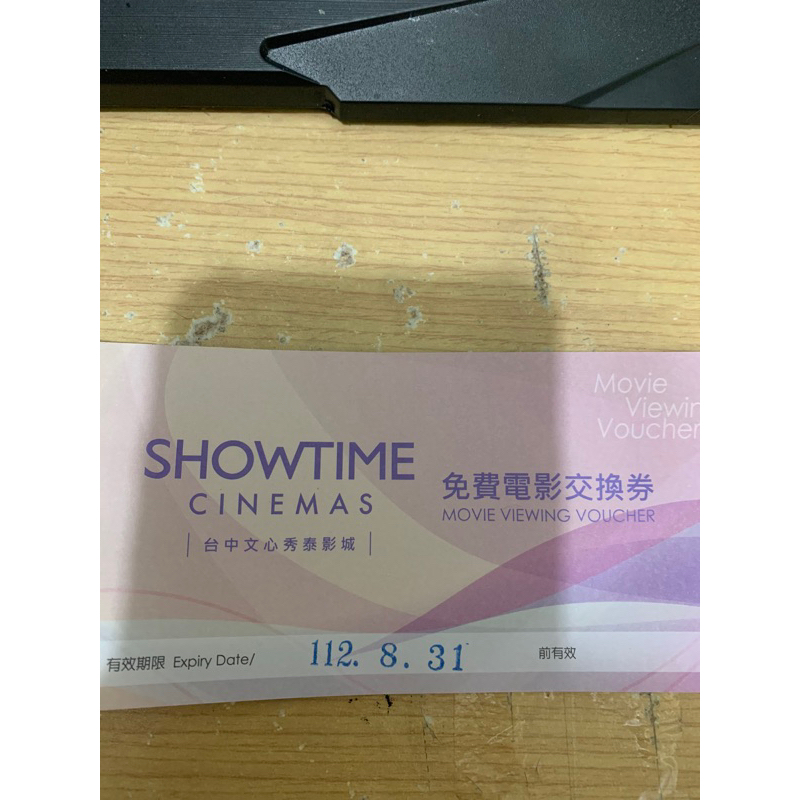 Movie
Viewin
Voucher
SHOWTIME
CINEMAS
台中文心秀泰影城
免費電影交換券
MOVIE VIEWING VOUCHER
有效期限 Expiry Date/ 112. 8. 31 前有效